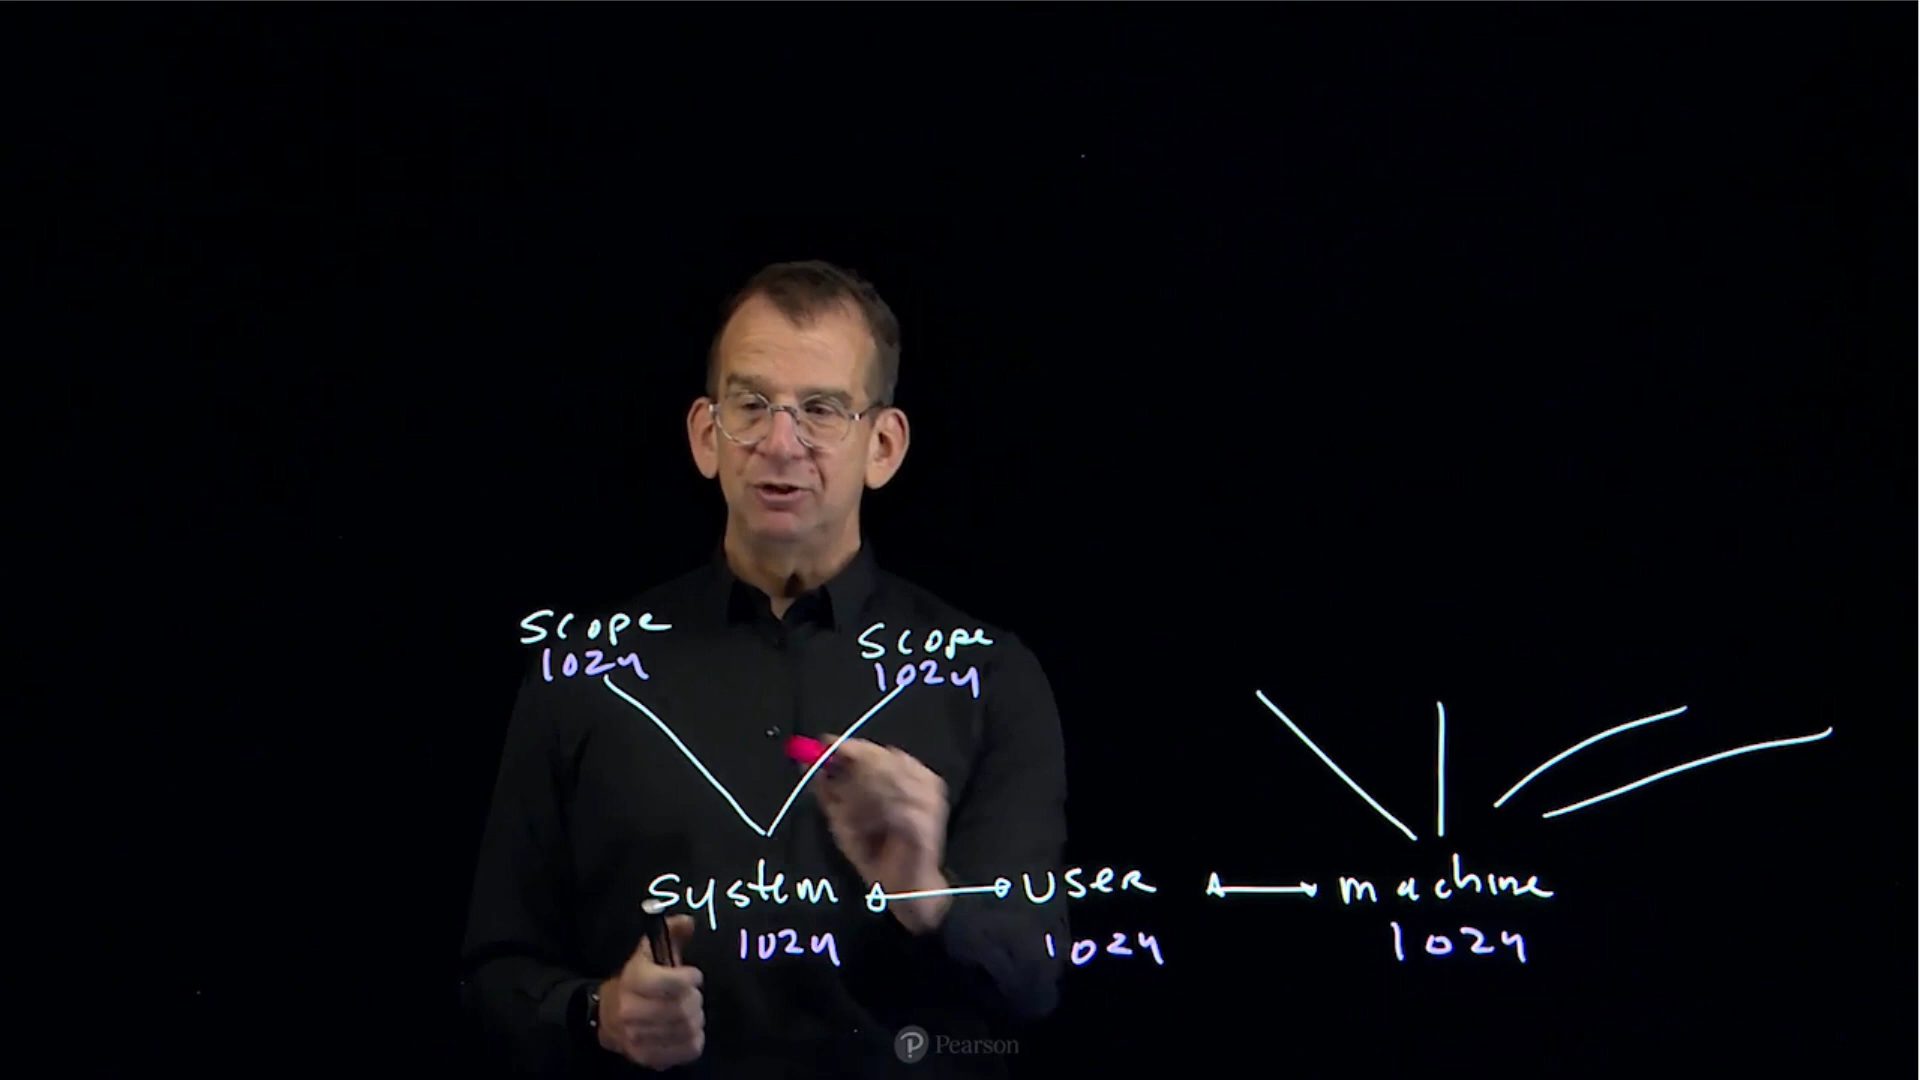 scope scope
1024 1024
system user machine
1024 1024 1024
Pearson